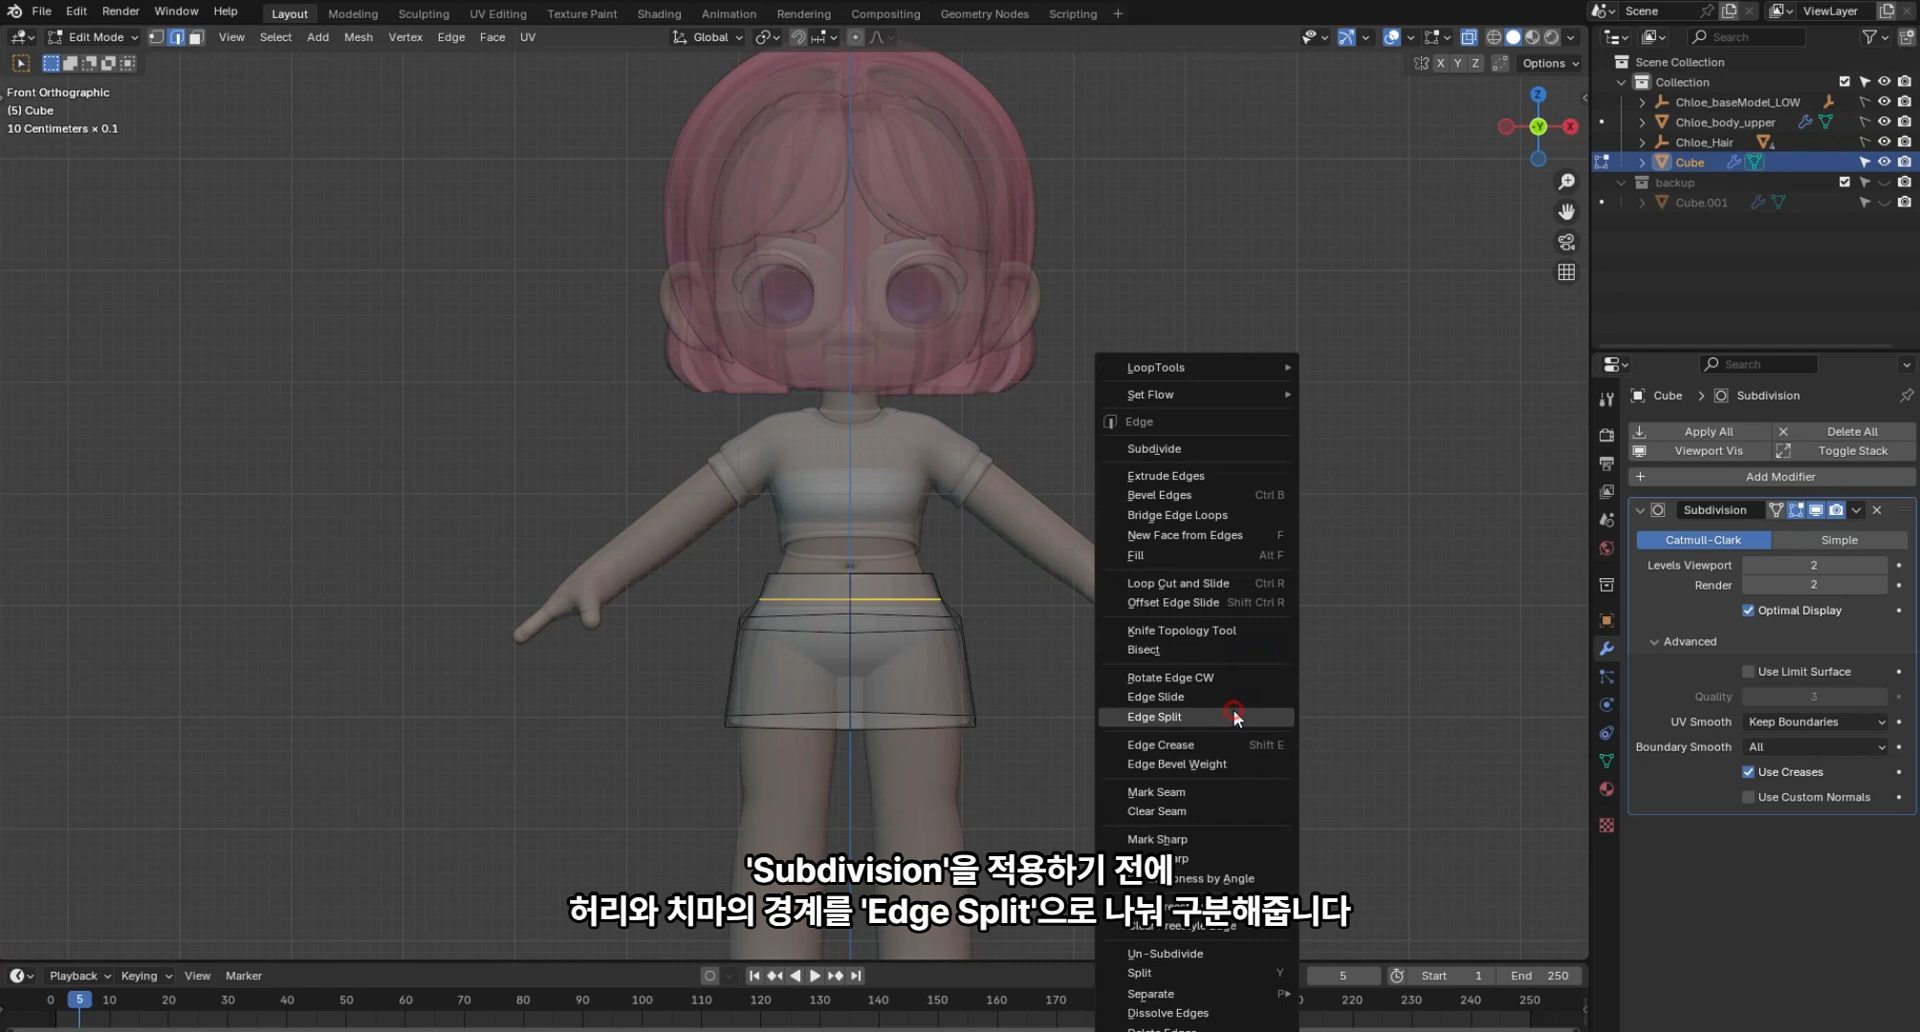 File Edit Render Window Help Layout Modeling Sculpting UV Editing Texture Paint Shading Animation Rendering Compositing Geometry Nodes Scripting + Scene ViewLayer
Edit Mode View Select Add Mesh Vertex Edge Face UV Global Search
X Y Z Options
Front Orthographic
(5) Cube
10 Centimeters × 0.1
Z
-Y X
Scene Collection
Collection
Chloe_baseModel_LOW
Chloe_body_upper
Chloe_Hair 4
Cube
backup
Cube.001
LoopTools
Set Flow
Edge
Subdivide
Extrude Edges
Bevel Edges Ctrl B
Bridge Edge Loops
New Face from Edges F
Fill Alt F
Loop Cut and Slide Ctrl R
Offset Edge Slide Shift Ctrl R
Knife Topology Tool
Bisect
Rotate Edge CW
Edge Slide
Edge Split
Edge Crease Shift E
Edge Bevel Weight
Mark Seam
Clear Seam
Mark Sharp
Un-Subdivide
Split Y
Separate P
Dissolve Edges
Search
Cube > Subdivision
Apply All Delete All
Viewport Vis Toggle Stack
+ Add Modifier
Subdivision
Catmull-Clark Simple
Levels Viewport 2
Render 2
Optimal Display
Advanced
Use Limit Surface
Quality 3
UV Smooth Keep Boundaries
Boundary Smooth All
Use Creases
Use Custom Normals
'Subdivision'을 적용하기 전에
허리와 치마의 경계를 'Edge Split'으로 나눠 구분해줍니다
Playback Keying View Marker 5 Start 1 End 250
0 5 10 20 30 40 50 60 70 80 90 100 110 120 130 140 150 160 170 220 230 240 250